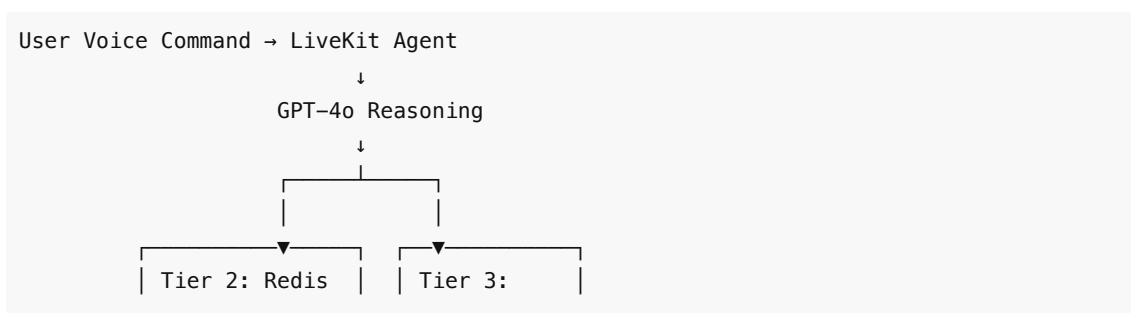 User Voice Command → LiveKit Agent
↓
GPT-4o Reasoning
↓
Tier 2: Redis
Tier 3: